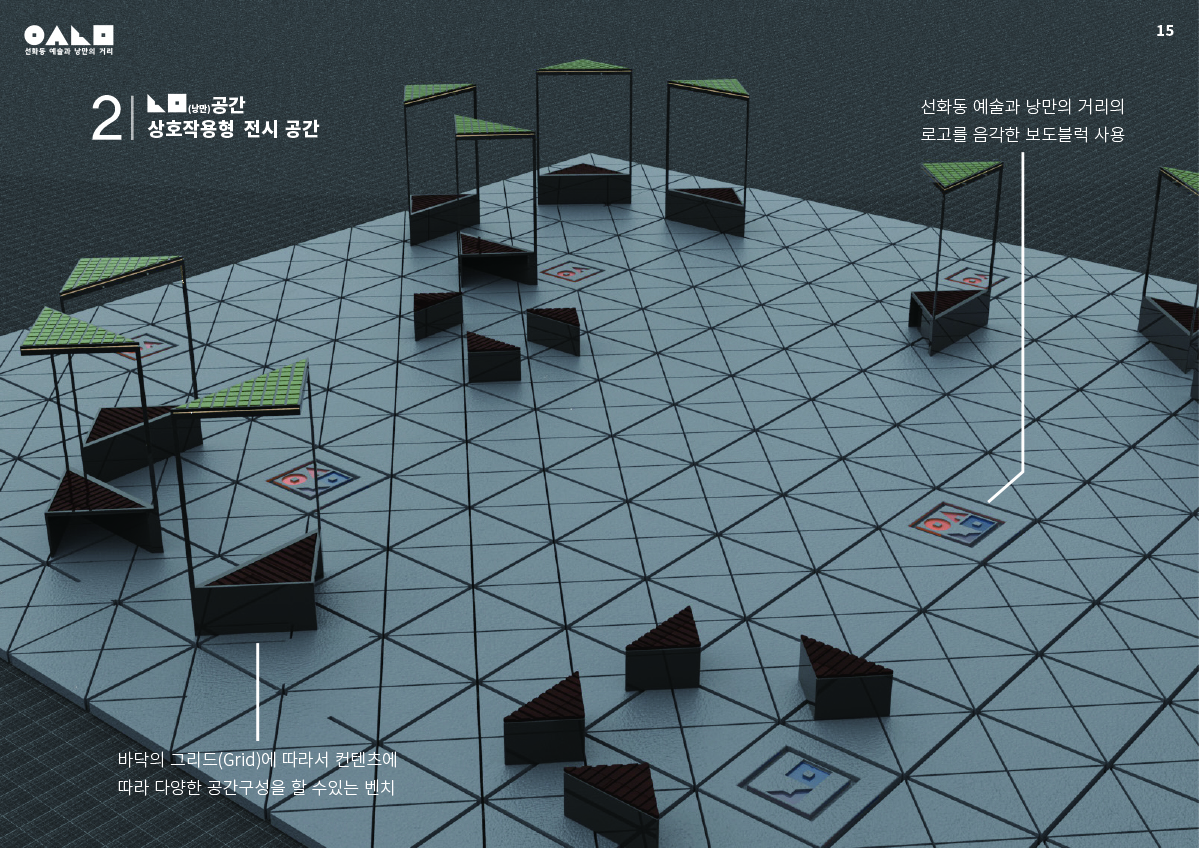 선화동 예술과 낭만의 거리
15
2
(낭만)공간
상호작용형 전시 공간
선화동 예술과 낭만의 거리의
로고를 음각한 보도블럭 사용
바닥의 그리드(Grid)에 따라서 컨텐츠에
따라 다양한 공간구성을 할 수있는 벤치